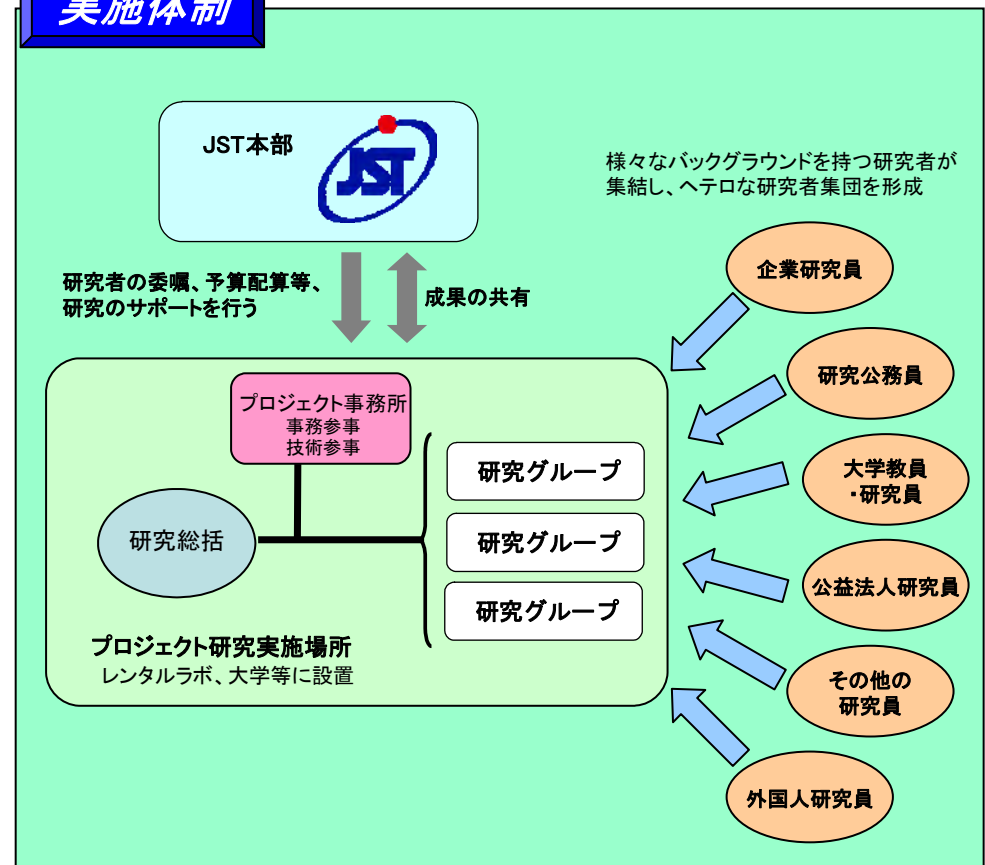 実施体制
JST本部
JST
様々なバックグラウンドを持つ研究者が
集結し、ヘテロな研究者集団を形成
研究者の委嘱、予算配算等、
研究のサポートを行う
成果の共有
企業研究員
研究公務員
大学教員
・研究員
公益法人研究員
その他の
研究員
外国人研究員
プロジェクト事務所
事務参事
技術参事
研究グループ
研究グループ
研究グループ
研究総括
プロジェクト研究実施場所
レンタルラボ、大学等に設置